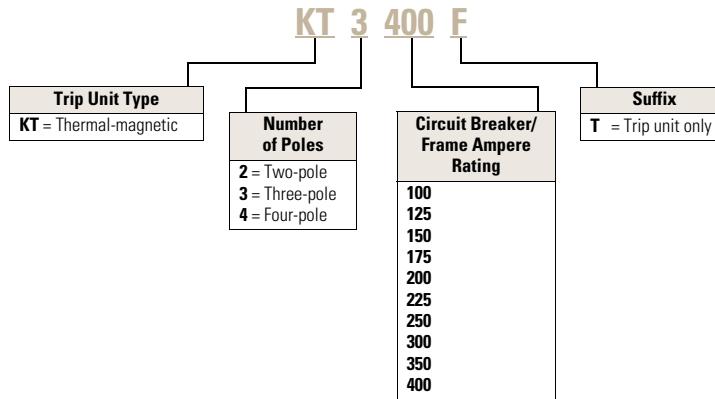 KT 3 400 F
Trip Unit Type
KT = Thermal-magnetic
Number
of Poles
2 = Two-pole
3 = Three-pole
4 = Four-pole
Circuit Breaker/
Frame Ampere
Rating
100
125
150
175
200
225
250
300
350
400
Suffix
T = Trip unit only